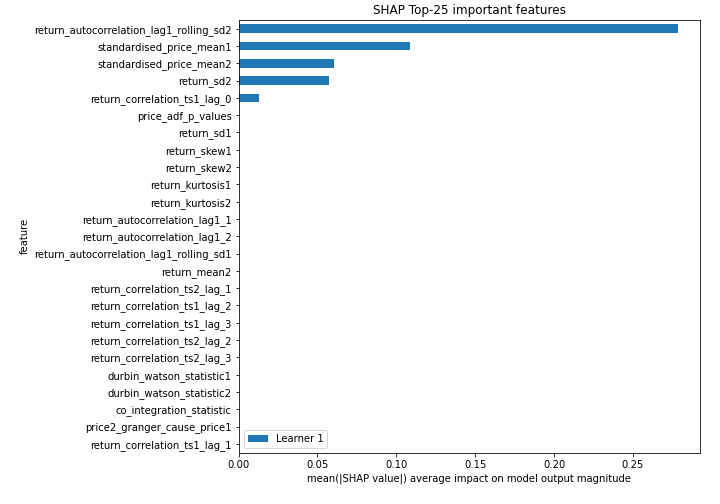 SHAP Top-25 important features
return_autocorrelation_lag1_rolling_sd2
standardised_price_mean1
standardised_price_mean2
return_sd2
return_correlation_ts1_lag_0
price_adf_p_values
return_sd1
return_skew1
return_skew2
return_kurtosis1
return_kurtosis2
return_autocorrelation_lag1_1
return_autocorrelation_lag1_2
return_autocorrelation_lag1_rolling_sd1
return_mean2
return_correlation_ts2_lag_1
return_correlation_ts1_lag_2
return_correlation_ts1_lag_3
return_correlation_ts2_lag_2
return_correlation_ts2_lag_3
durbin_watson_statistic1
durbin_watson_statistic2
co_integration_statistic
price2_granger_cause_price1
return_correlation_ts1_lag_1
feature
Learner 1
0.00 0.05 0.10 0.15 0.20 0.25
mean(|SHAP value|) average impact on model output magnitude